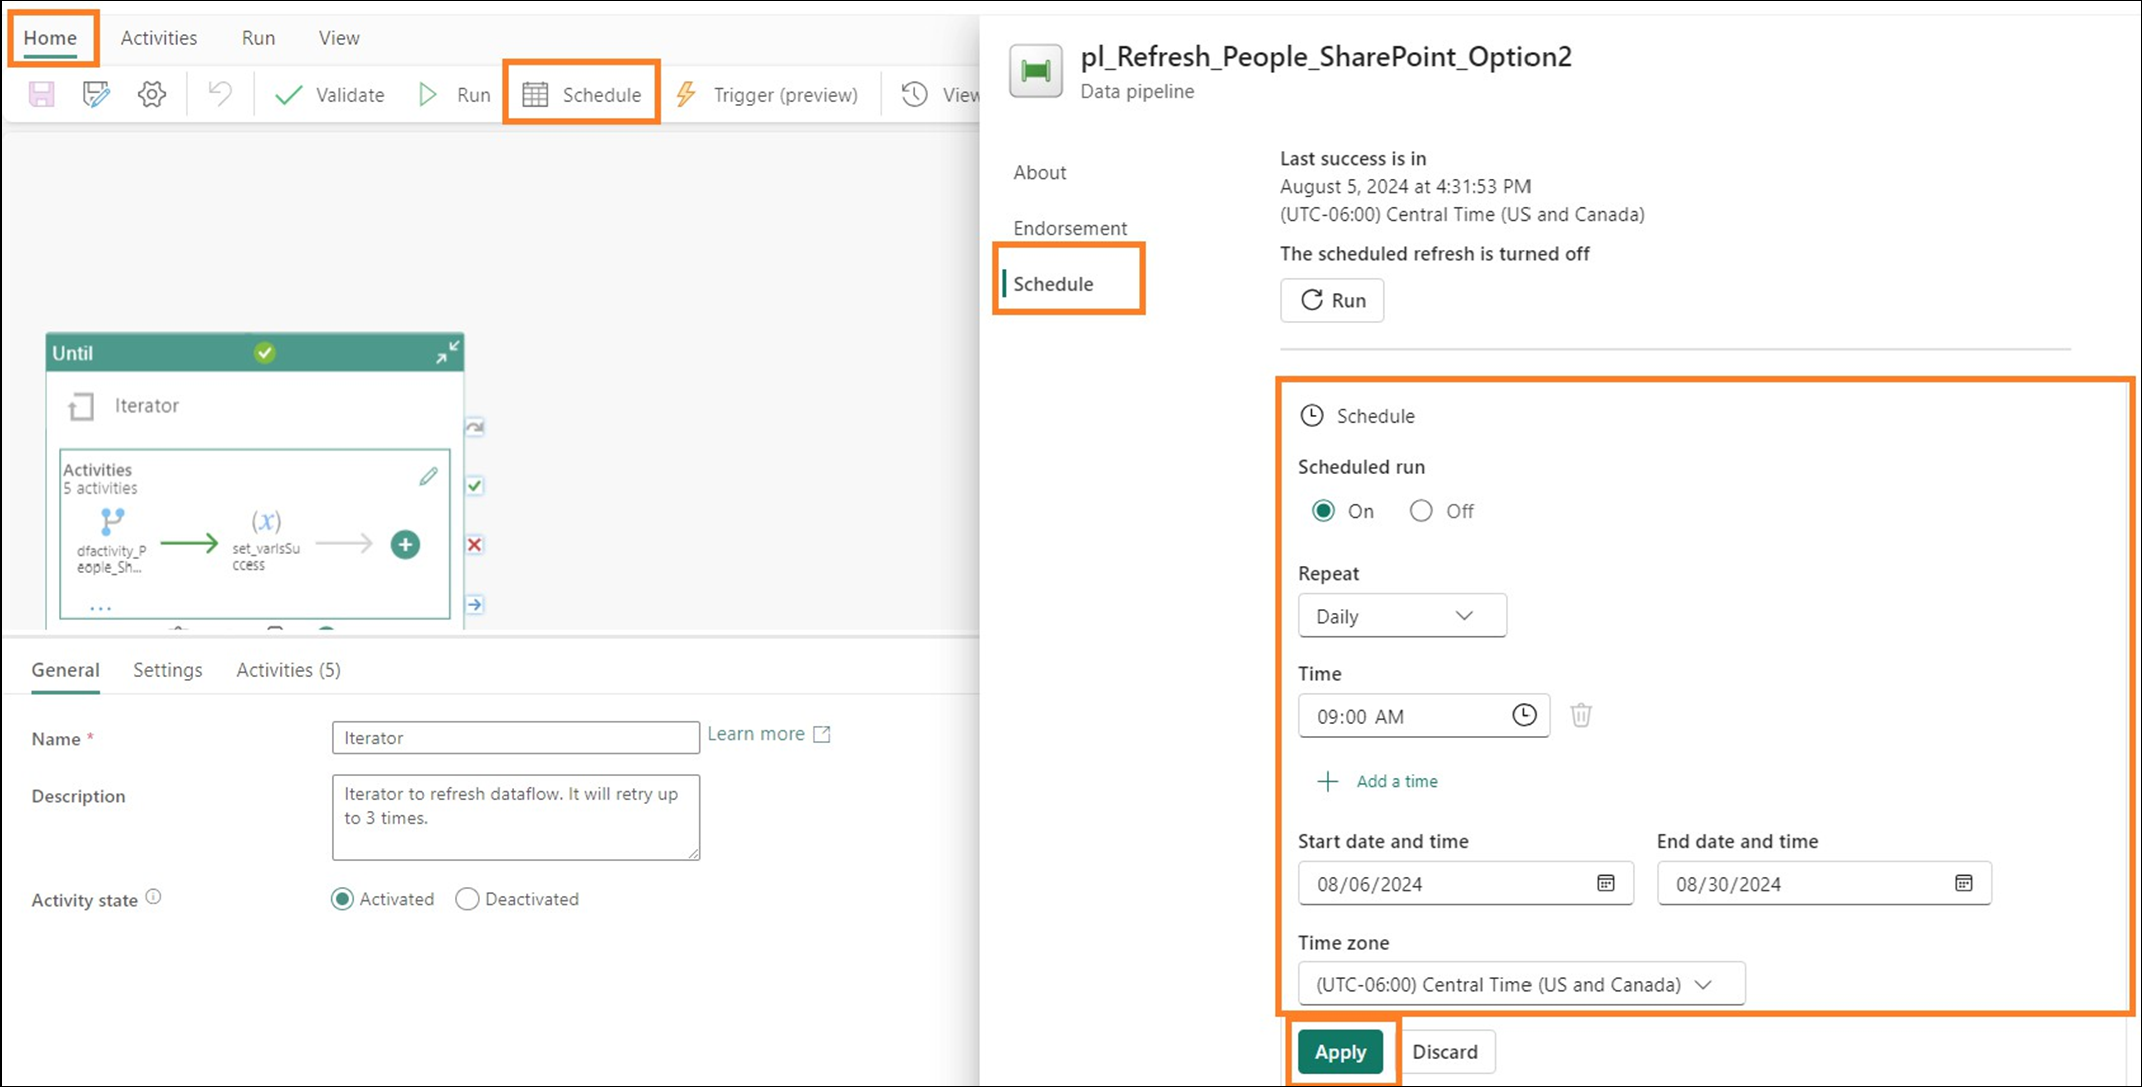 Home Activities Run View
Validate Run Schedule Trigger (preview) View
Until
Iterator
Activities
5 activities
dfactivity_P
eople_Sh...
(x)
set_varIsSu
ccess
...
General Settings Activities (5)
Name *
Iterator
Learn more
Description
Iterator to refresh dataflow. It will retry up
to 3 times.
Activity state
Activated Deactivated
pl_Refresh_People_SharePoint_Option2
Data pipeline
About
Endorsement
Schedule
Last success is in
August 5, 2024 at 4:31:53 PM
(UTC-06:00) Central Time (US and Canada)
The scheduled refresh is turned off
Run
Schedule
Scheduled run
On Off
Repeat
Daily
Time
09:00 AM
Add a time
Start date and time End date and time
08/06/2024 08/30/2024
Time zone
(UTC-06:00) Central Time (US and Canada)
Apply Discard